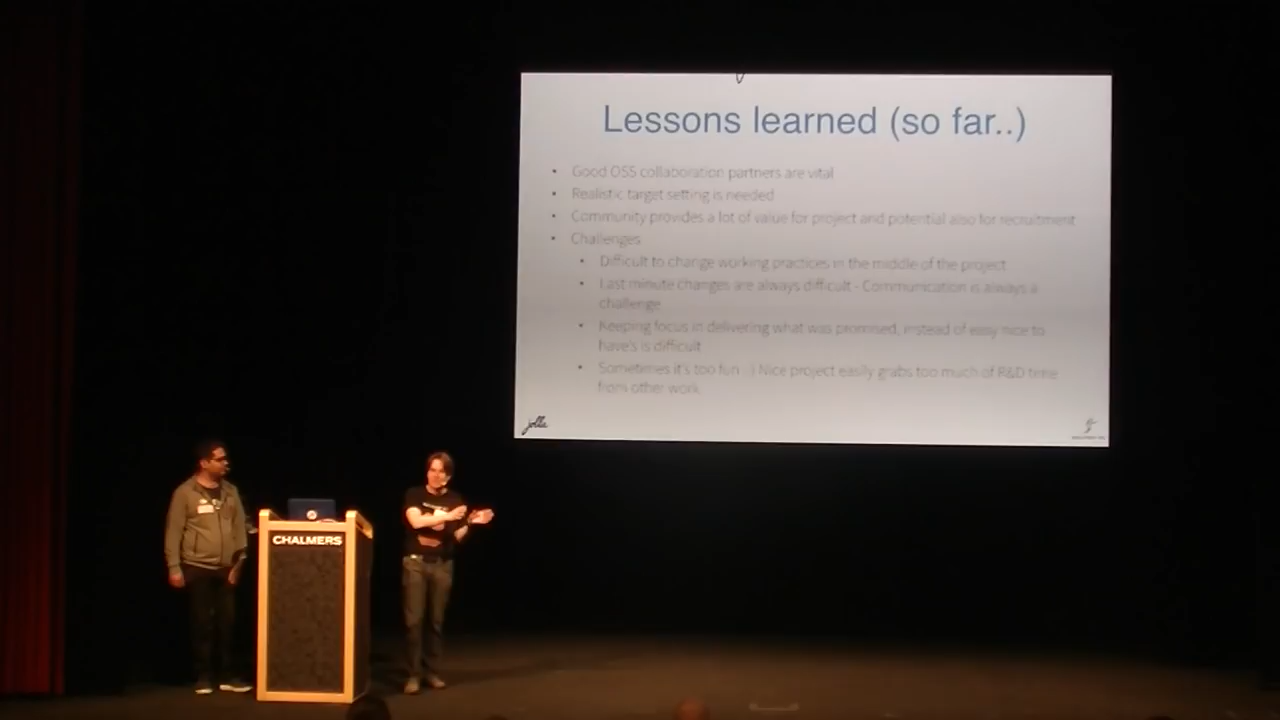 Lessons learned (so far..)
• Good OSS collaboration partners are vital
• Realistic target setting is needed
• Community provides a lot of value for project and potential also for recruitment
• Challenges
• Difficult to change working practices in the middle of the project
• Last minute changes are always difficult - Communication is always a
challenge
• Keeping focus in delivering what was promised, instead of easy nice to
have's is difficult
• Sometimes it's too fun :) Nice project easily grabs too much of R&D time
from other work
jolla
CHALMERS